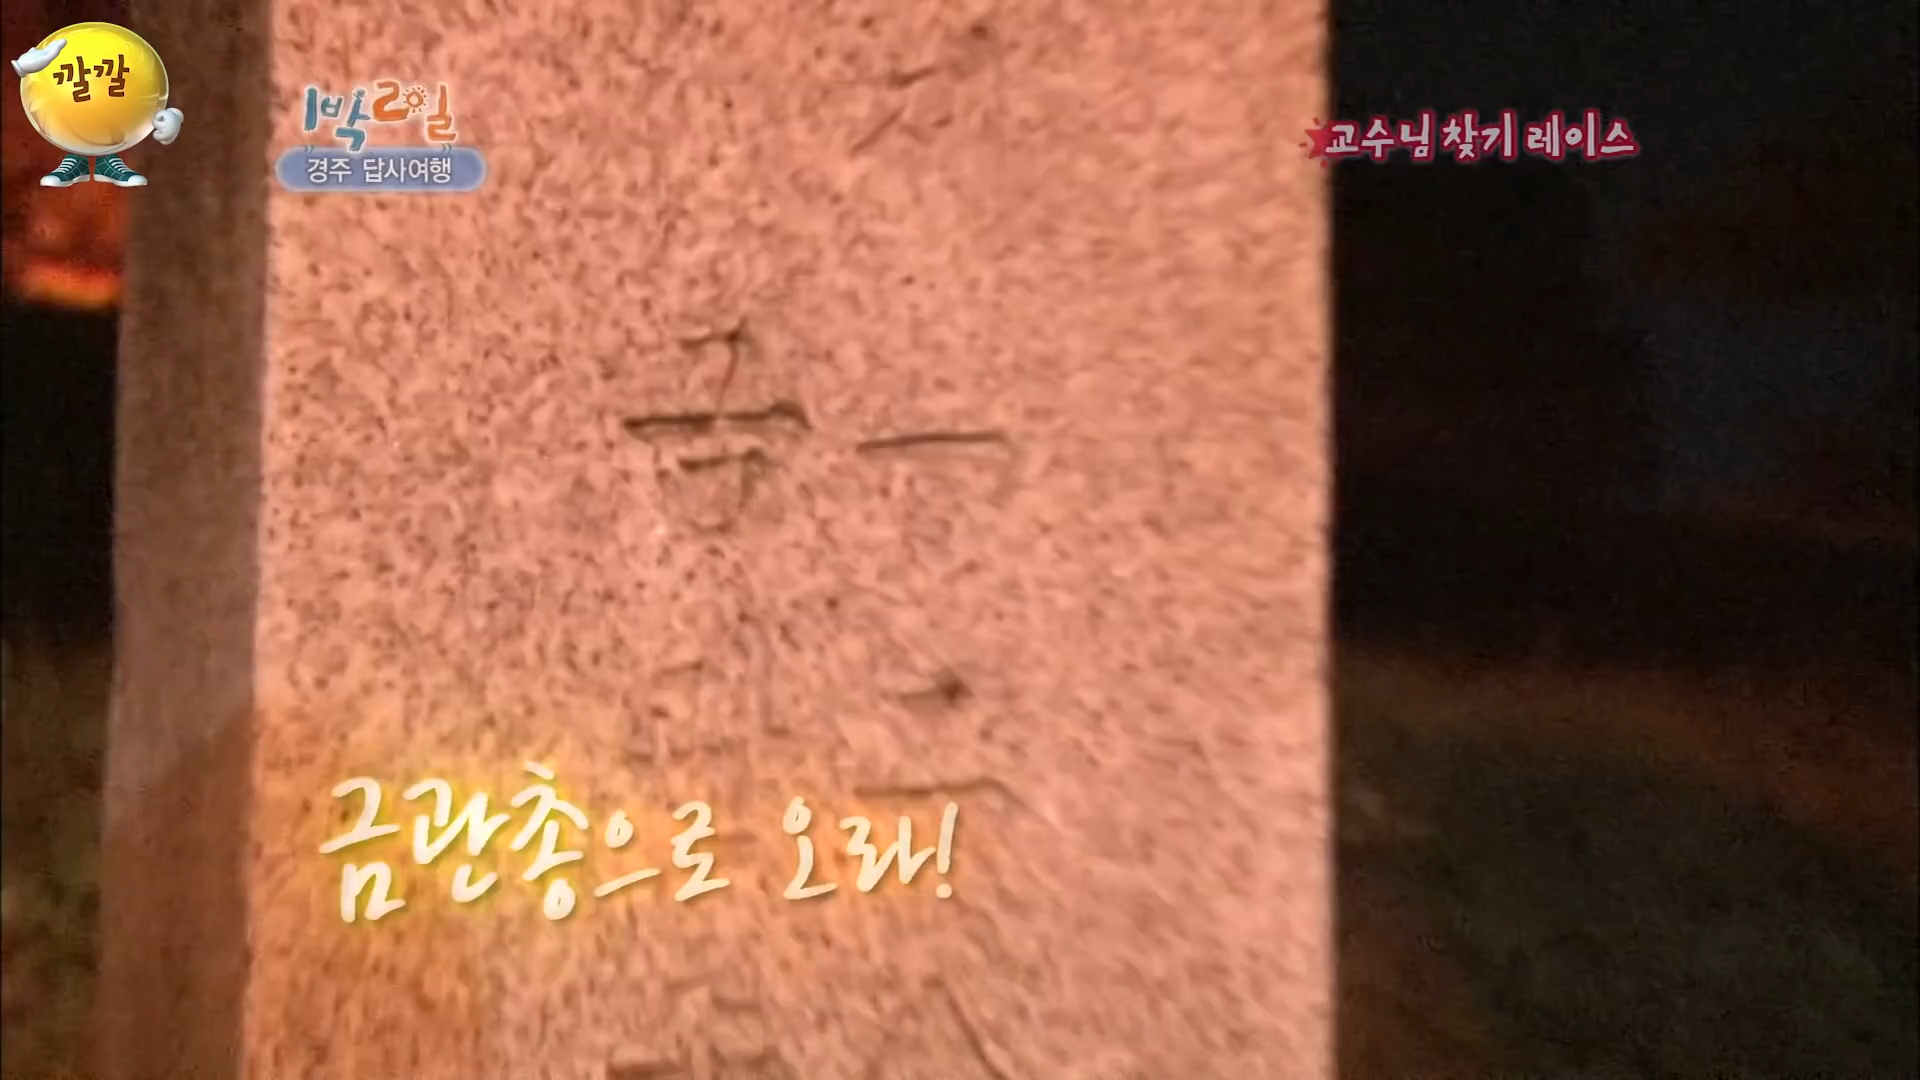 깔깔
1박2일
경주 답사여행
교수님 찾기 레이스
금관총으로 오라!